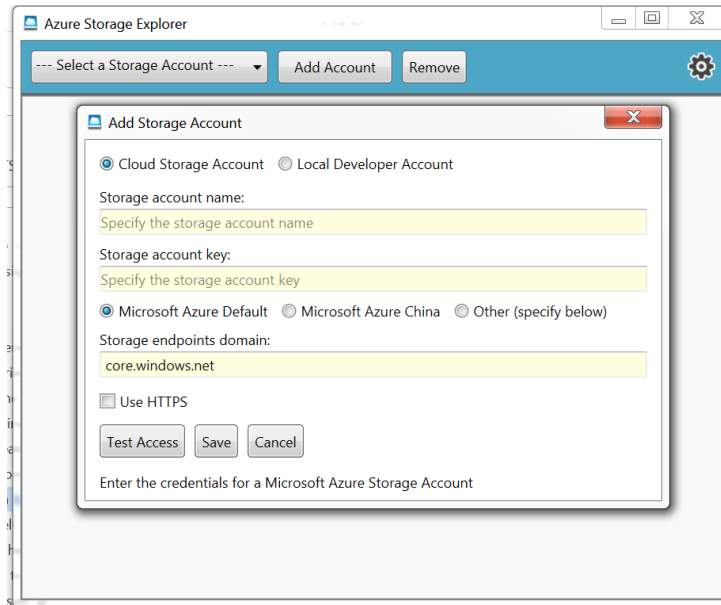 Azure Storage Explorer
--- Select a Storage Account --- Add Account Remove
Add Storage Account
Cloud Storage Account Local Developer Account
Storage account name:
Specify the storage account name
Storage account key:
Specify the storage account key
Microsoft Azure Default Microsoft Azure China Other (specify below)
Storage endpoints domain:
core.windows.net
Use HTTPS
Test Access Save Cancel
Enter the credentials for a Microsoft Azure Storage Account